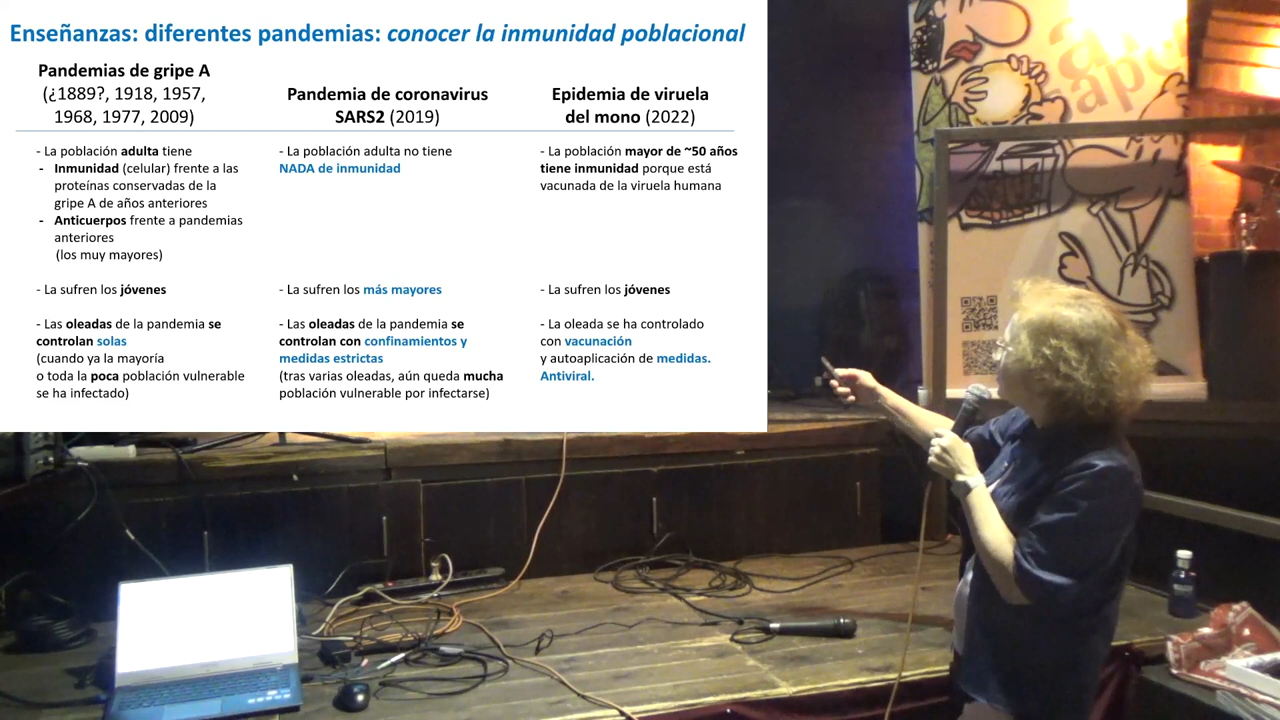 Enseñanzas: diferentes pandemias: conocer la inmunidad poblacional
Pandemias de gripe A
(¿1889?, 1918, 1957,
1968, 1977, 2009)
- La población adulta tiene
- Inmunidad (celular) frente a las
proteínas conservadas de la
gripe A de años anteriores
- Anticuerpos frente a pandemias
anteriores
(los muy mayores)
- La sufren los jóvenes
- Las oleadas de la pandemia se
controlan solas
(cuando ya la mayoría
o toda la poca población vulnerable
se ha infectado)
Pandemia de coronavirus
SARS2 (2019)
- La población adulta no tiene
NADA de inmunidad
- La sufren los más mayores
- Las oleadas de la pandemia se
controlan con confinamientos y
medidas estrictas
(tras varias oleadas, aún queda mucha
población vulnerable por infectarse)
Epidemia de viruela
del mono (2022)
- La población mayor de ~50 años
tiene inmunidad porque está
vacunada de la viruela humana
- La sufren los jóvenes
- La oleada se ha controlado
con vacunación
y autoaplicación de medidas.
Antiviral.